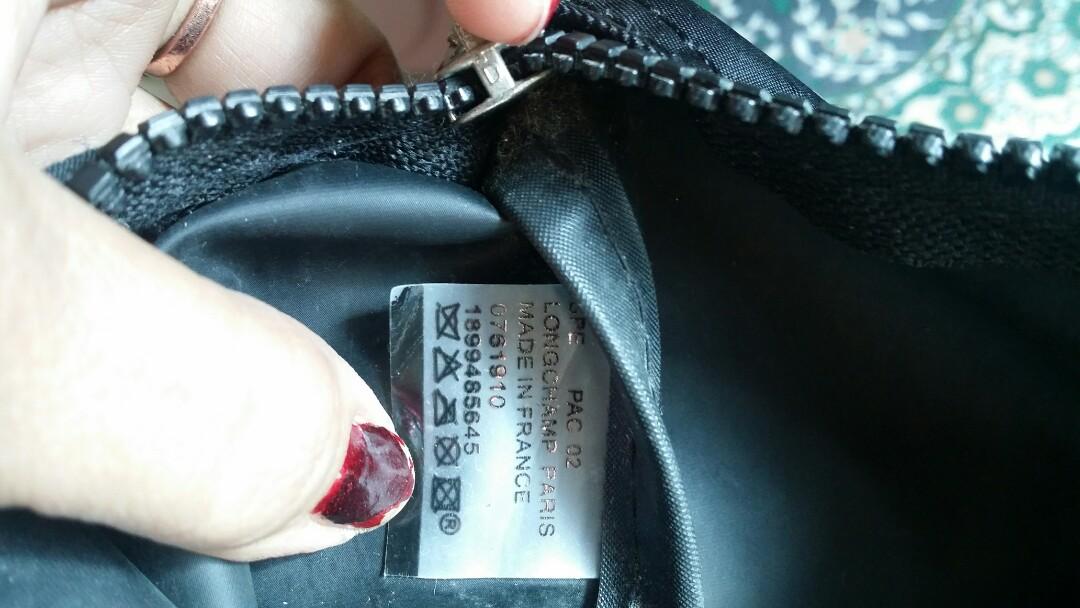 PAC 02
LONGCHAMP PARIS
MADE IN FRANCE
0761910
1899485645
®